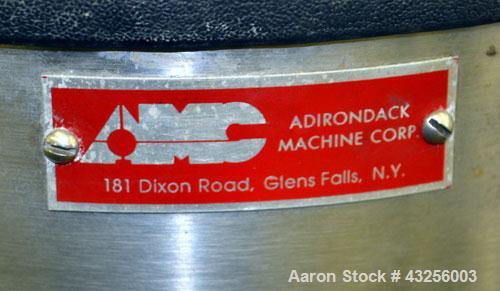 AMC
ADIRONDACK
MACHINE CORP.
181 Dixon Road, Glens Falls, N.Y.
Aaron Stock # 43256003